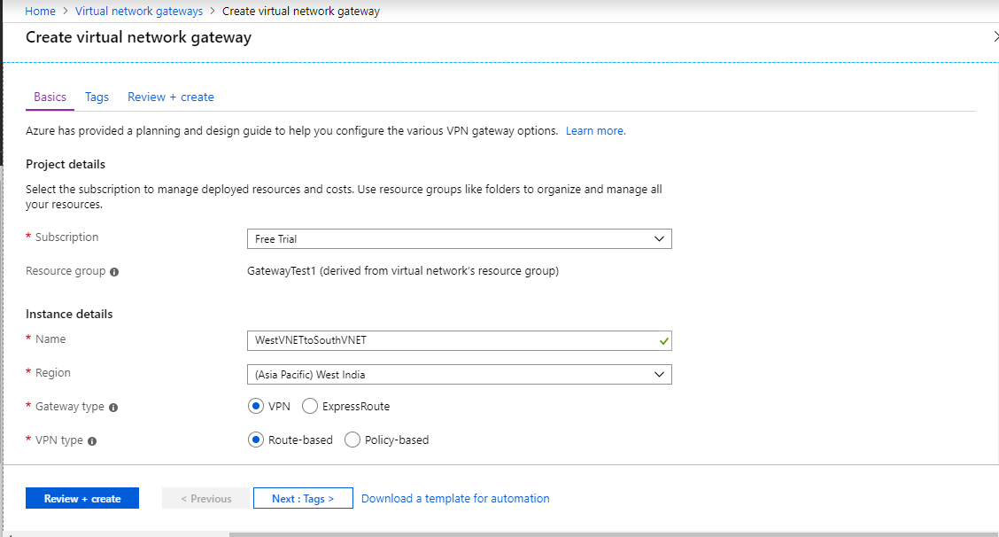 Home > Virtual network gateways > Create virtual network gateway
Create virtual network gateway
Basics Tags Review + create
Azure has provided a planning and design guide to help you configure the various VPN gateway options. Learn more.
Project details
Select the subscription to manage deployed resources and costs. Use resource groups like folders to organize and manage all
your resources.
* Subscription Free Trial
Resource group GatewayTest1 (derived from virtual network's resource group)
Instance details
* Name WestVNETtoSouthVNET
* Region (Asia Pacific) West India
* Gateway type VPN ExpressRoute
* VPN type Route-based Policy-based
Review + create < Previous Next : Tags > Download a template for automation